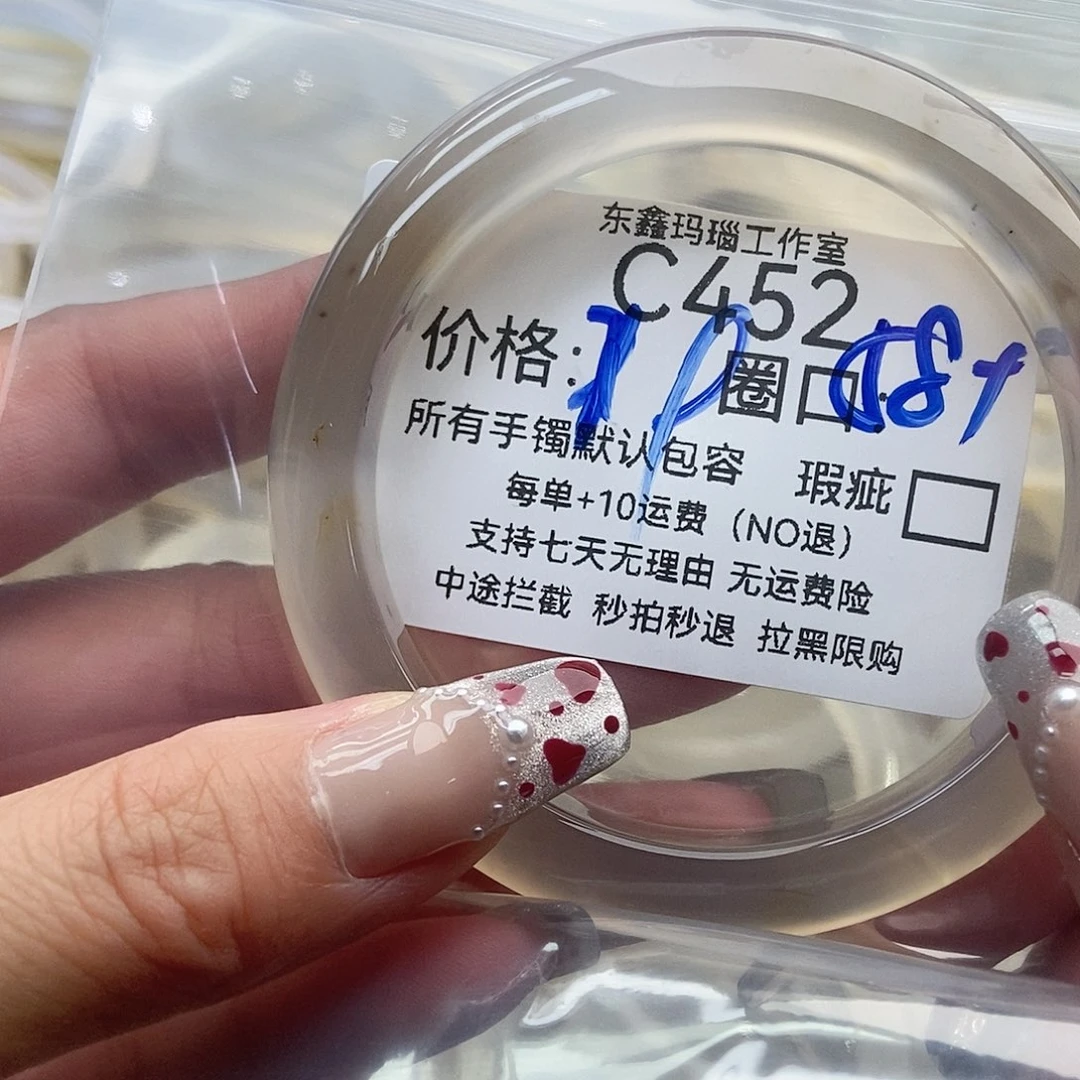 东鑫玛瑙工作室
C452
价格: 圈口: 58+
所有手镯默认包容 瑕疵
每单+10运费（NO退）
支持七天无理由 无运费险
中途拦截 秒拍秒退 拉黑限购